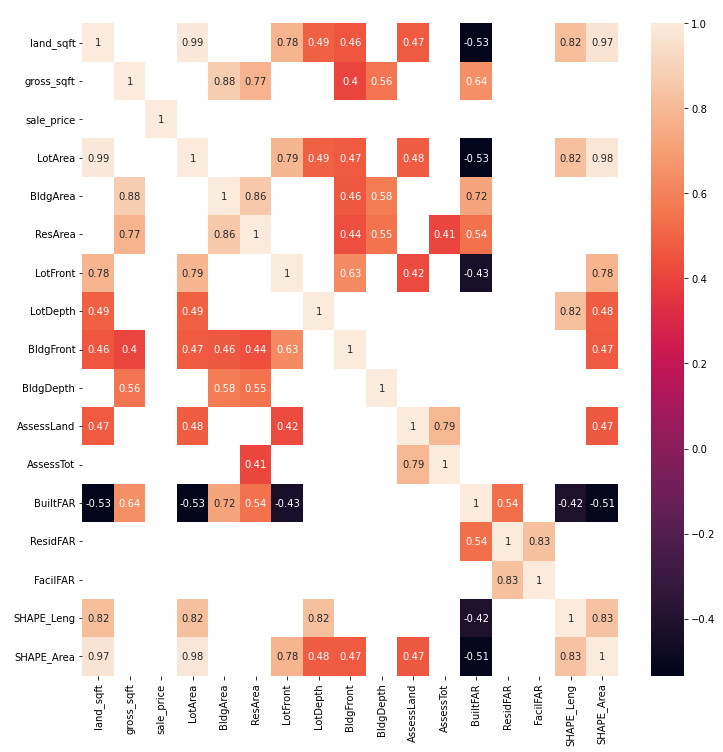 land_sqft 1 0.99 0.78 0.49 0.46 0.47 -0.53 0.82 0.97
gross_sqft 1 0.88 0.77 0.4 0.56 0.64
sale_price 1
LotArea 0.99 1 0.79 0.49 0.47 0.48 -0.53 0.82 0.98
BldgArea 0.88 1 0.86 0.46 0.58 0.72
ResArea 0.77 0.86 1 0.44 0.55 0.41 0.54
LotFront 0.78 0.79 1 0.63 0.42 -0.43 0.78
LotDepth 0.49 0.49 1 0.82 0.48
BldgFront 0.46 0.4 0.47 0.46 0.44 0.63 1 0.47
BldgDepth 0.56 0.58 0.55 1
AssessLand 0.47 0.48 0.42 1 0.79 0.47
AssessTot 0.41 0.79 1
BuiltFAR -0.53 0.64 -0.53 0.72 0.54 -0.43 1 0.54 -0.42 -0.51
ResidFAR 0.54 1 0.83
FacilFAR 0.83 1
SHAPE_Leng 0.82 0.82 0.82 -0.42 1 0.83
SHAPE_Area 0.97 0.98 0.78 0.48 0.47 0.47 -0.51 0.83 1
land_sqft
gross_sqft
sale_price
LotArea
BldgArea
ResArea
LotFront
LotDepth
BldgFront
BldgDepth
AssessLand
AssessTot
BuiltFAR
ResidFAR
FacilFAR
SHAPE_Leng
SHAPE_Area
1.0
0.8
0.6
0.4
0.2
0.0
−0.2
−0.4